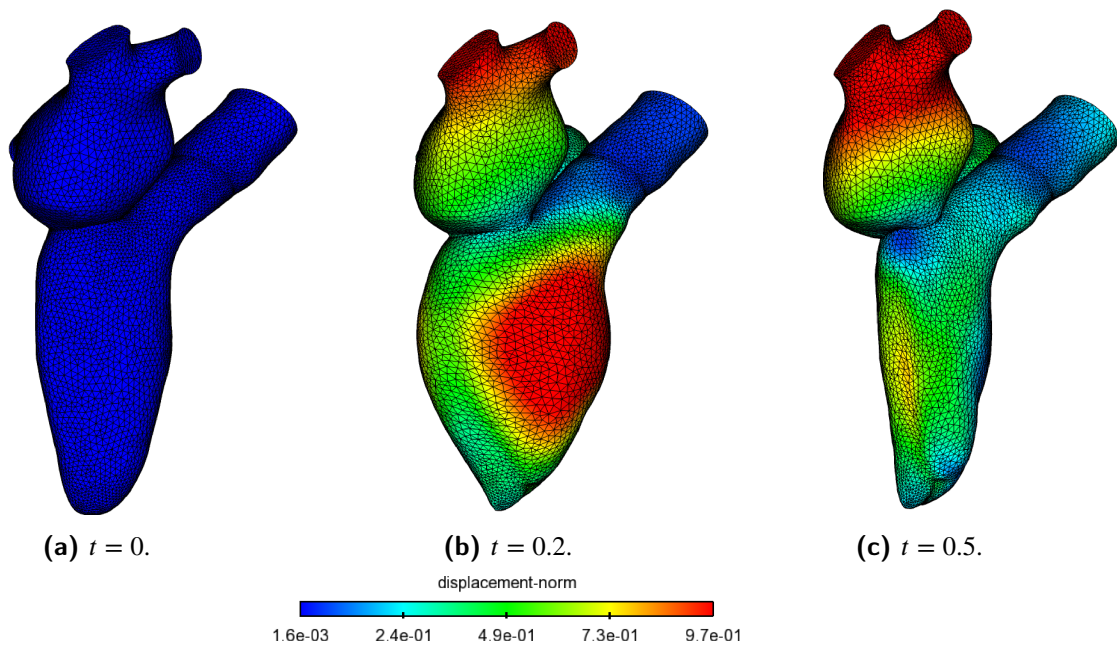 (a) t = 0.
(b) t = 0.2.
(c) t = 0.5.
displacement-norm
1.6e-03 2.4e-01 4.9e-01 7.3e-01 9.7e-01